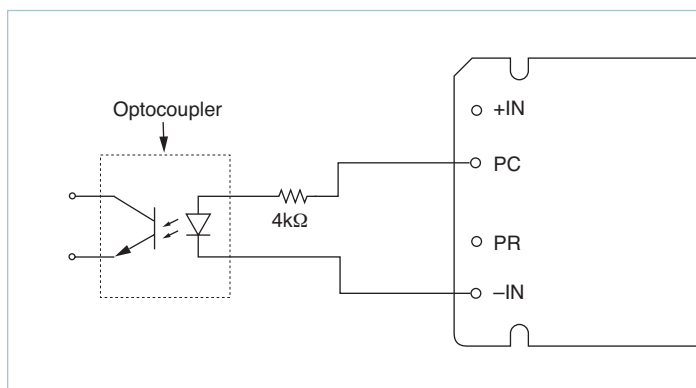 Optocoupler
+IN
PC
4kΩ
PR
–IN